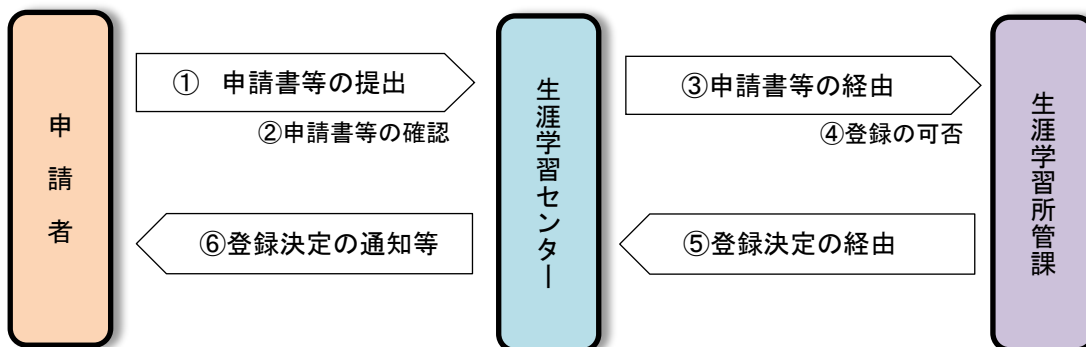 申請者
① 申請書等の提出
②申請書等の確認
⑥登録決定の通知等
生涯学習センター
③申請書等の経由
④登録の可否
⑤登録決定の経由
生涯学習所管課